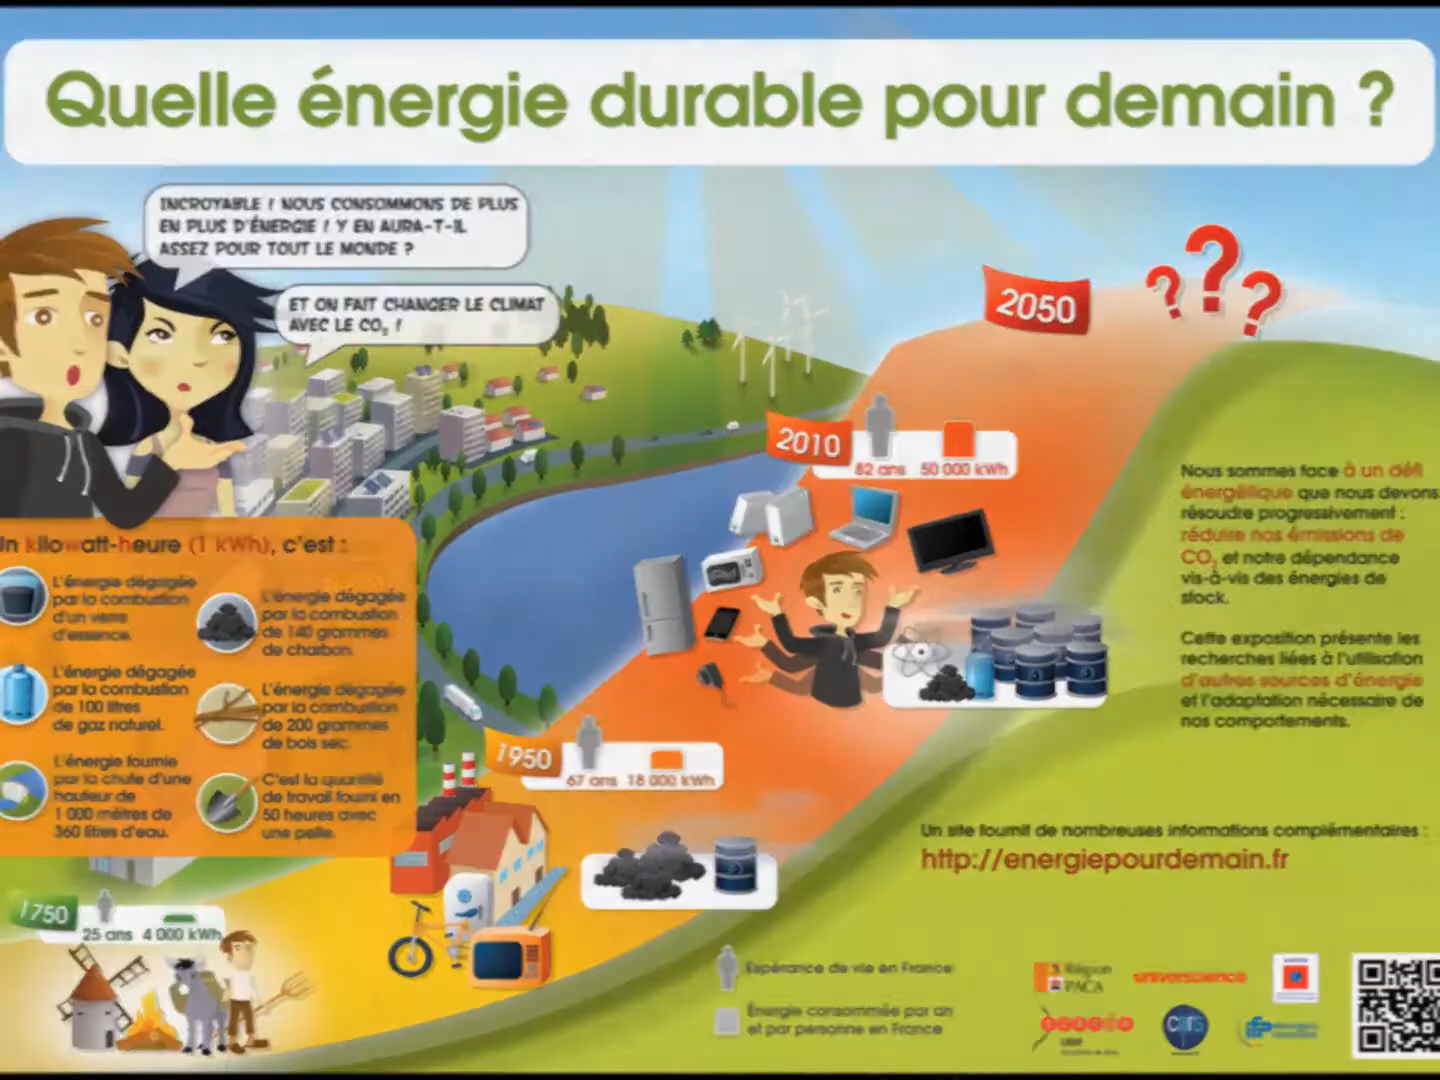 Quelle énergie durable pour demain ?
INCROYABLE ! NOUS CONSOMMONS DE PLUS
EN PLUS D'ÉNERGIE ! Y EN AURA-T-IL
ASSEZ POUR TOUT LE MONDE ?
ET ON FAIT CHANGER LE CLIMAT
AVEC LE CO₂ !
2050
? ? ?
2010
82 ans 50 000 kWh
Nous sommes face à un défi
énergétique que nous devons
résoudre progressivement :
réduire nos émissions de
CO₂ et notre dépendance
vis-à-vis des énergies de
stock.
Cette exposition présente les
recherches liées à l'utilisation
d'autres sources d'énergie
et l'adaptation nécessaire de
nos comportements.
Un kilowatt-heure (1 kWh), c'est :
L'énergie dégagée
par la combustion
d'un verre
d'essence.
L'énergie dégagée
par la combustion
de 140 grammes
de charbon.
L'énergie dégagée
par la combustion
de 100 litres
de gaz naturel.
L'énergie dégagée
par la combustion
de 200 grammes
de bois sec.
L'énergie fournie
par la chute d'une
hauteur de
1 000 mètres de
360 litres d'eau.
C'est la quantité
de travail fourni en
50 heures avec
une pelle.
1950
67 ans 18 000 kWh
Un site fournit de nombreuses informations complémentaires :
http://energiepourdemain.fr
1750
25 ans 4 000 kWh
Espérance de vie en France
Énergie consommée par an
et par personne en France
Région
PACA
universcience
cnrs